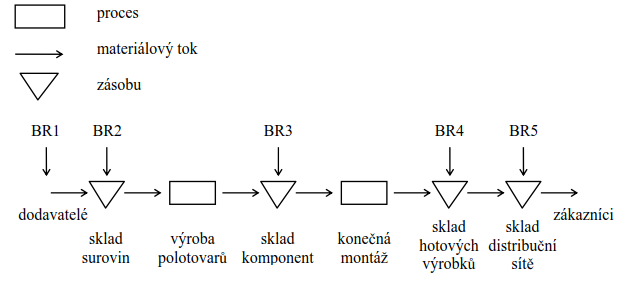 proces
materiálový tok
zásobu
BR1 BR2 BR3 BR4 BR5
dodavatelé zákazníci
sklad surovin
výroba polotovarů
sklad komponent
konečná montáž
sklad hotových výrobků
sklad distribuční sítě